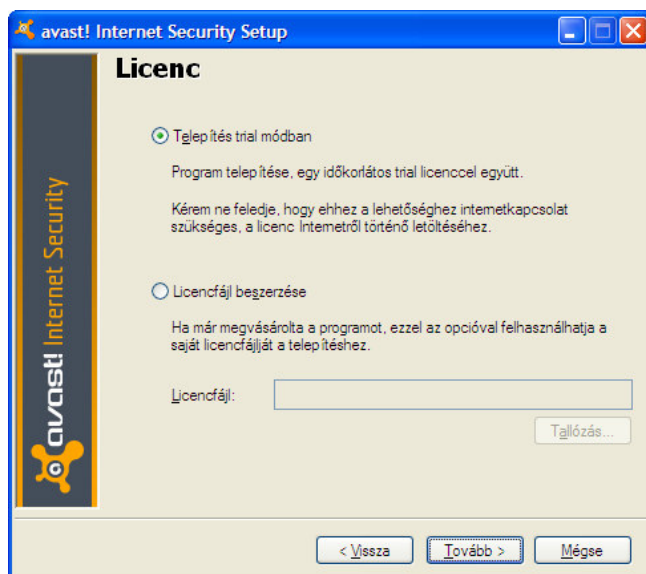 avast! Internet Security Setup
Licenc
Telepítés trial módban
Program telepítése, egy időkorlátos trial licenccel együtt.
Kérem ne feledje, hogy ehhez a lehetőséghez internetkapcsolat
szükséges, a licenc Internetről történő letöltéséhez.
Licencfájl beszerzése
Ha már megvásárolta a programot, ezzel az opcióval felhasználhatja a
saját licencfájlját a telepítéshez.
Licencfájl:
Tallózás...
avast! Internet Security
< Vissza
Tovább >
Mégse